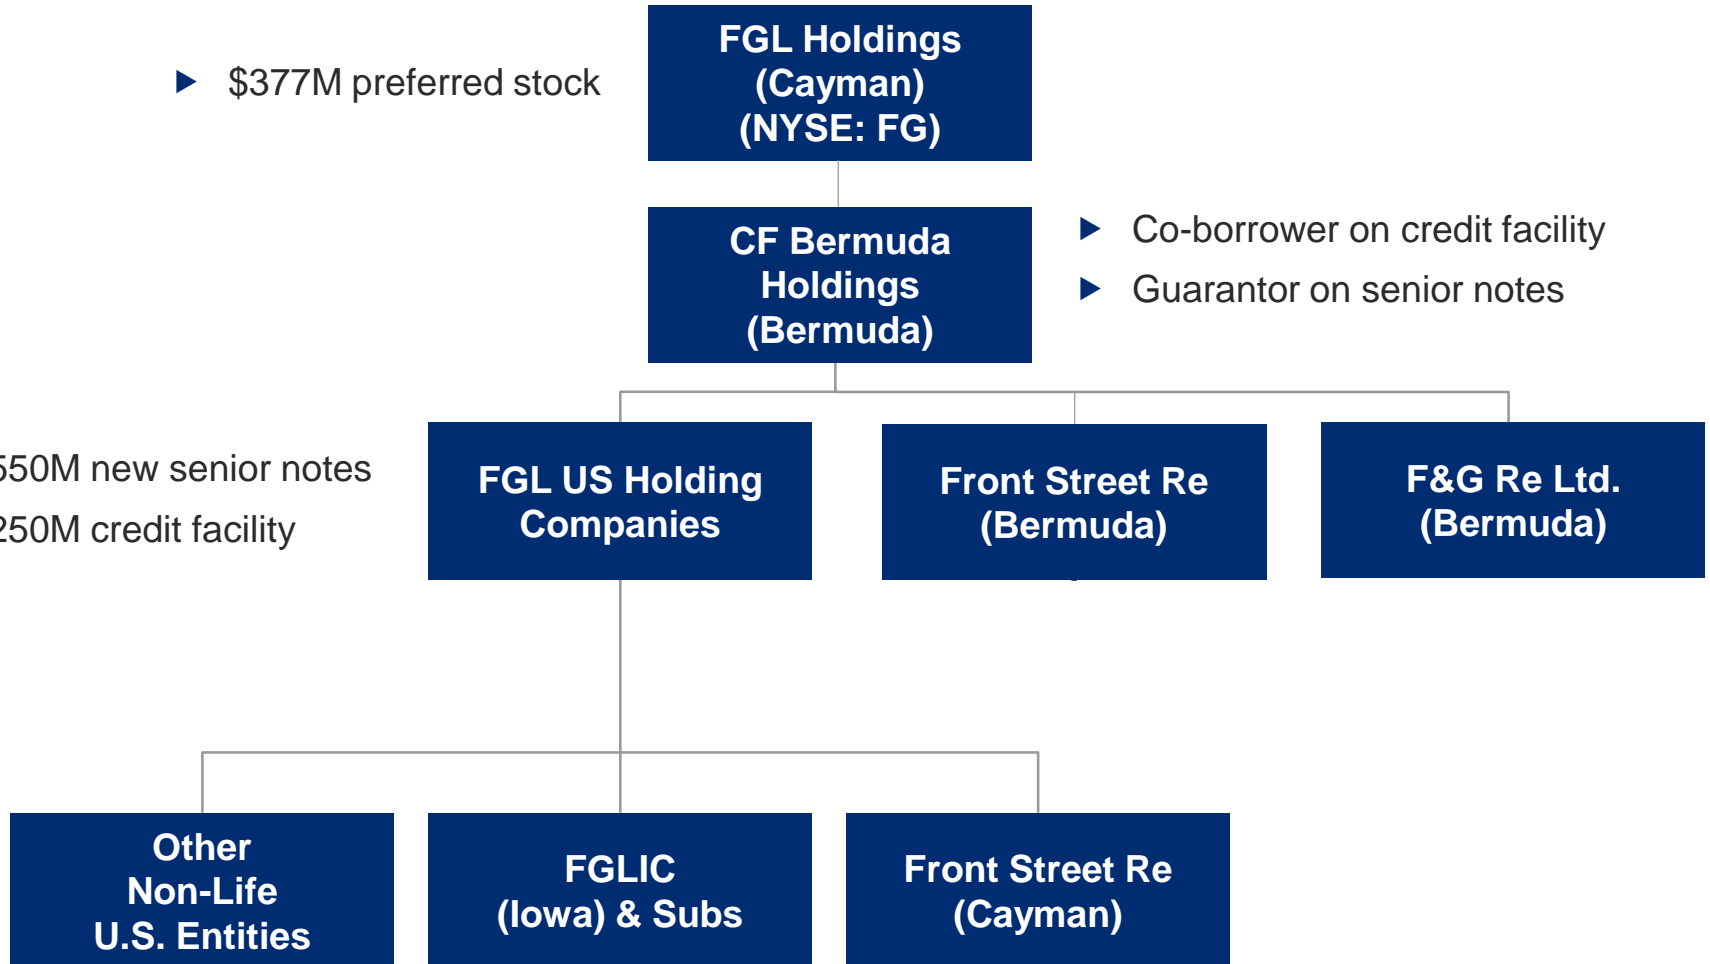 FGL Holdings
(Cayman)
(NYSE: FG)
$377M preferred stock
CF Bermuda
Holdings
(Bermuda)
Co-borrower on credit facility
Guarantor on senior notes
550M new senior notes
250M credit facility
FGL US Holding
Companies
Front Street Re
(Bermuda)
F&G Re Ltd.
(Bermuda)
Other
Non-Life
U.S. Entities
FGLIC
(Iowa) & Subs
Front Street Re
(Cayman)